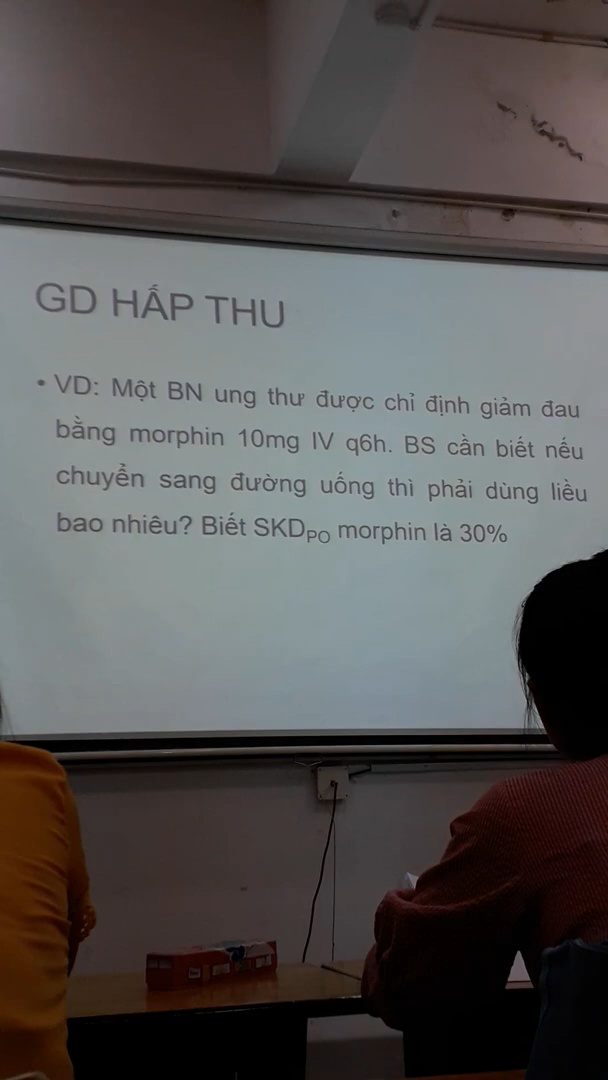 GD HẤP THU
• VD: Một BN ung thư được chỉ định giảm đau
bằng morphin 10mg IV q6h. BS cần biết nếu
chuyển sang đường uống thì phải dùng liều
bao nhiêu? Biết SKDPO morphin là 30%